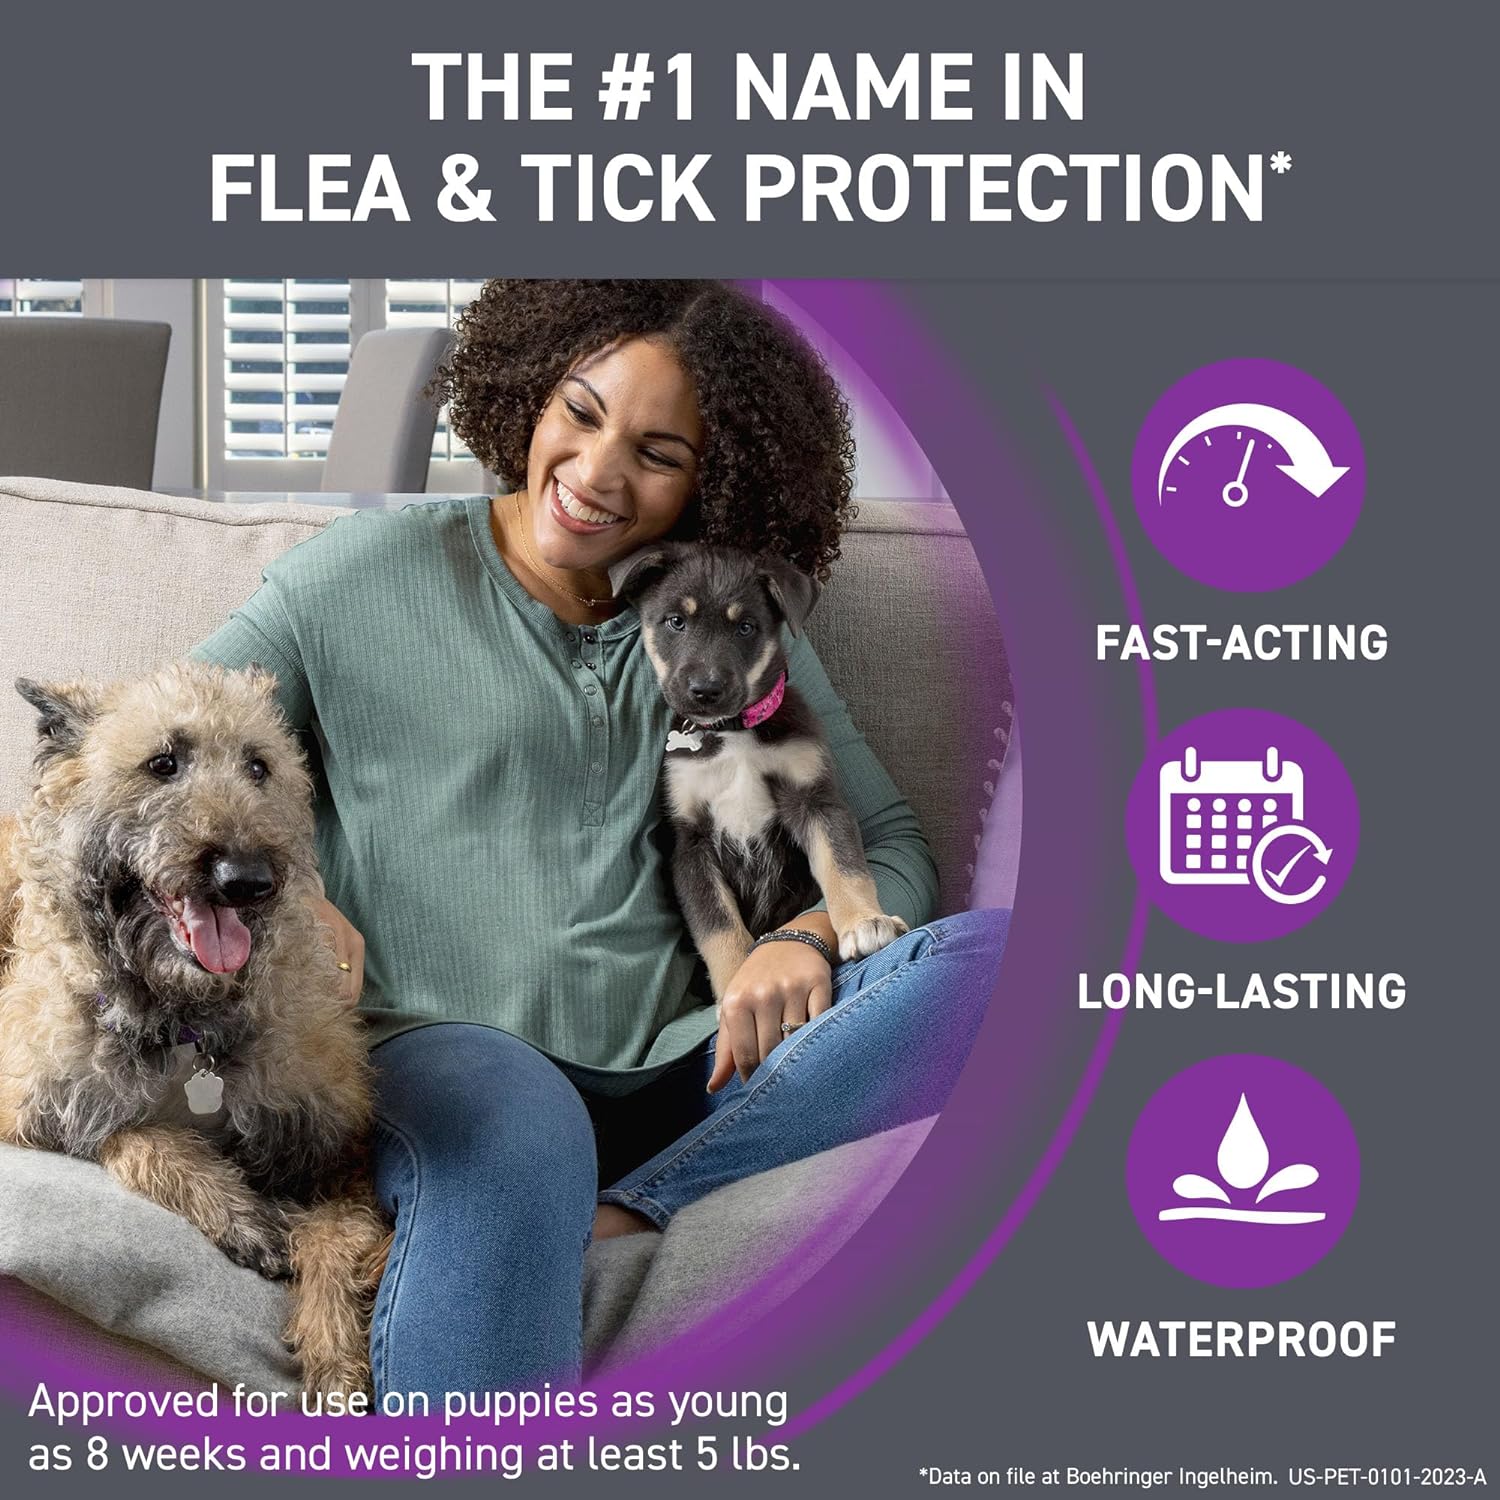 THE #1 NAME IN
FLEA & TICK PROTECTION*
FAST-ACTING
LONG-LASTING
WATERPROOF
Approved for use on puppies as young
as 8 weeks and weighing at least 5 lbs.
*Data on file at Boehringer Ingelheim. US-PET-0101-2023-A